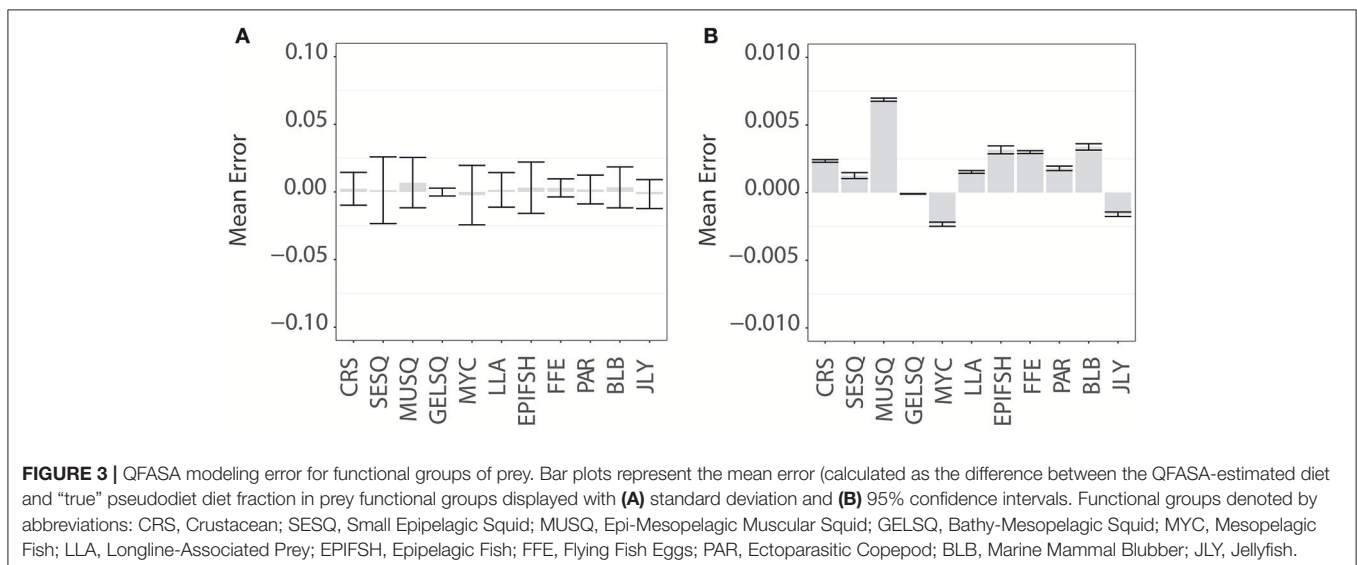 A
B
0.10
0.05
0.00
−0.05
−0.10
Mean Error
CRS
SESQ
MUSQ
GELSQ
MYC
LLA
EPIFSH
FFE
PAR
BLB
JLY
0.010
0.005
0.000
−0.005
−0.010
Mean Error
CRS
SESQ
MUSQ
GELSQ
MYC
LLA
EPIFSH
FFE
PAR
BLB
JLY
FIGURE 3 | QFASA modeling error for functional groups of prey. Bar plots represent the mean error (calculated as the difference between the QFASA-estimated diet
and “true” pseudodiet diet fraction in prey functional groups displayed with (A) standard deviation and (B) 95% confidence intervals. Functional groups denoted by
abbreviations: CRS, Crustacean; SESQ, Small Epipelagic Squid; MUSQ, Epi-Mesopelagic Muscular Squid; GELSQ, Bathy-Mesopelagic Squid; MYC, Mesopelagic
Fish; LLA, Longline-Associated Prey; EPIFSH, Epipelagic Fish; FFE, Flying Fish Eggs; PAR, Ectoparasitic Copepod; BLB, Marine Mammal Blubber; JLY, Jellyfish.